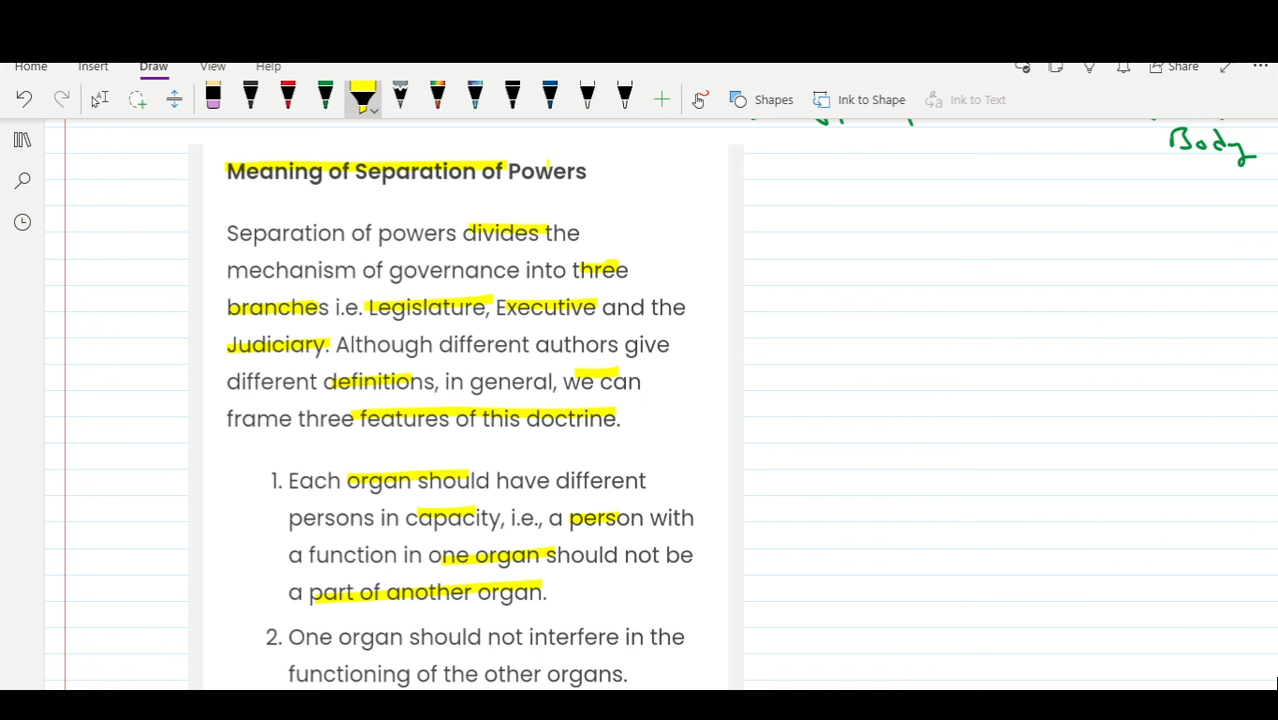 Home Insert Draw View Help Share
Shapes Ink to Shape Ink to Text
Body
Meaning of Separation of Powers
Separation of powers divides the
mechanism of governance into three
branches i.e. Legislature, Executive and the
Judiciary. Although different authors give
different definitions, in general, we can
frame three features of this doctrine.
1. Each organ should have different
persons in capacity, i.e., a person with
a function in one organ should not be
a part of another organ.
2. One organ should not interfere in the
functioning of the other organs.